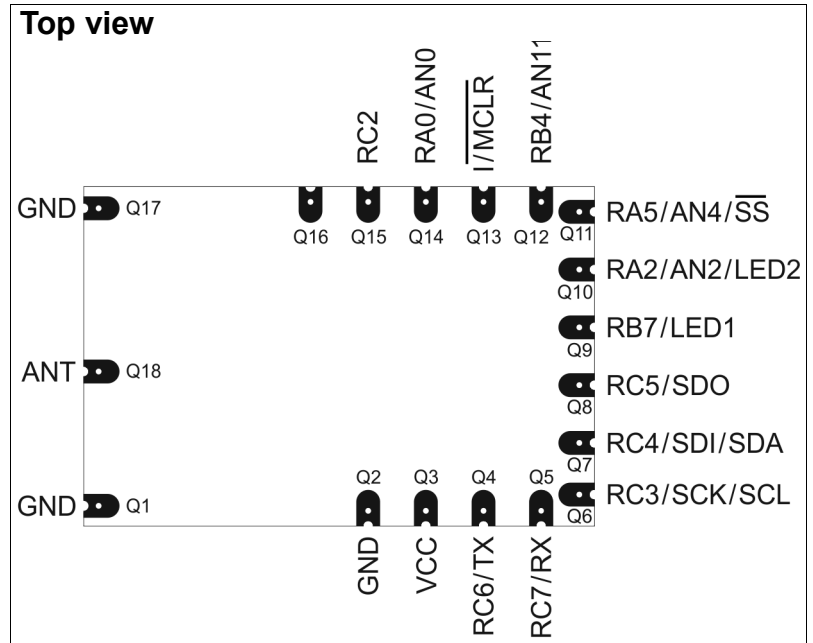 Top view
RC2
RA0/AN0
I/MCLR
RB4/AN11
GND
Q17
Q16
Q15
Q14
Q13
Q12
Q11
RA5/AN4/SS
Q10
RA2/AN2/LED2
Q9
RB7/LED1
ANT
Q18
Q8
RC5/SDO
Q7
RC4/SDI/SDA
GND
Q1
Q2
Q3
Q4
Q5
Q6
RC3/SCK/SCL
GND
VCC
RC6/TX
RC7/RX